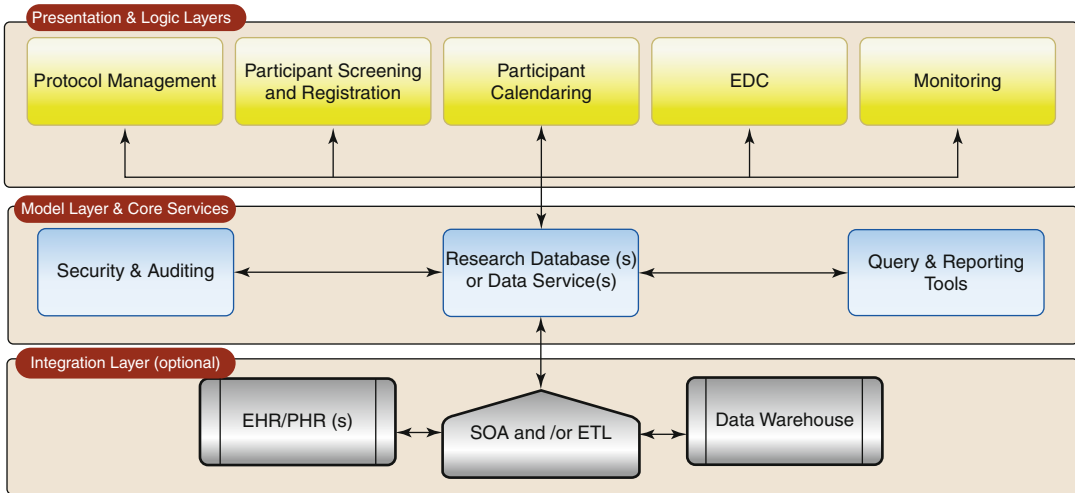 Presentation & Logic Layers
Protocol Management
Participant Screening
and Registration
Participant
Calendaring
EDC
Monitoring
Model Layer & Core Services
Security & Auditing
Research Database (s)
or Data Service(s)
Query & Reporting
Tools
Integration Layer (optional)
EHR/PHR (s)
SOA and /or ETL
Data Warehouse